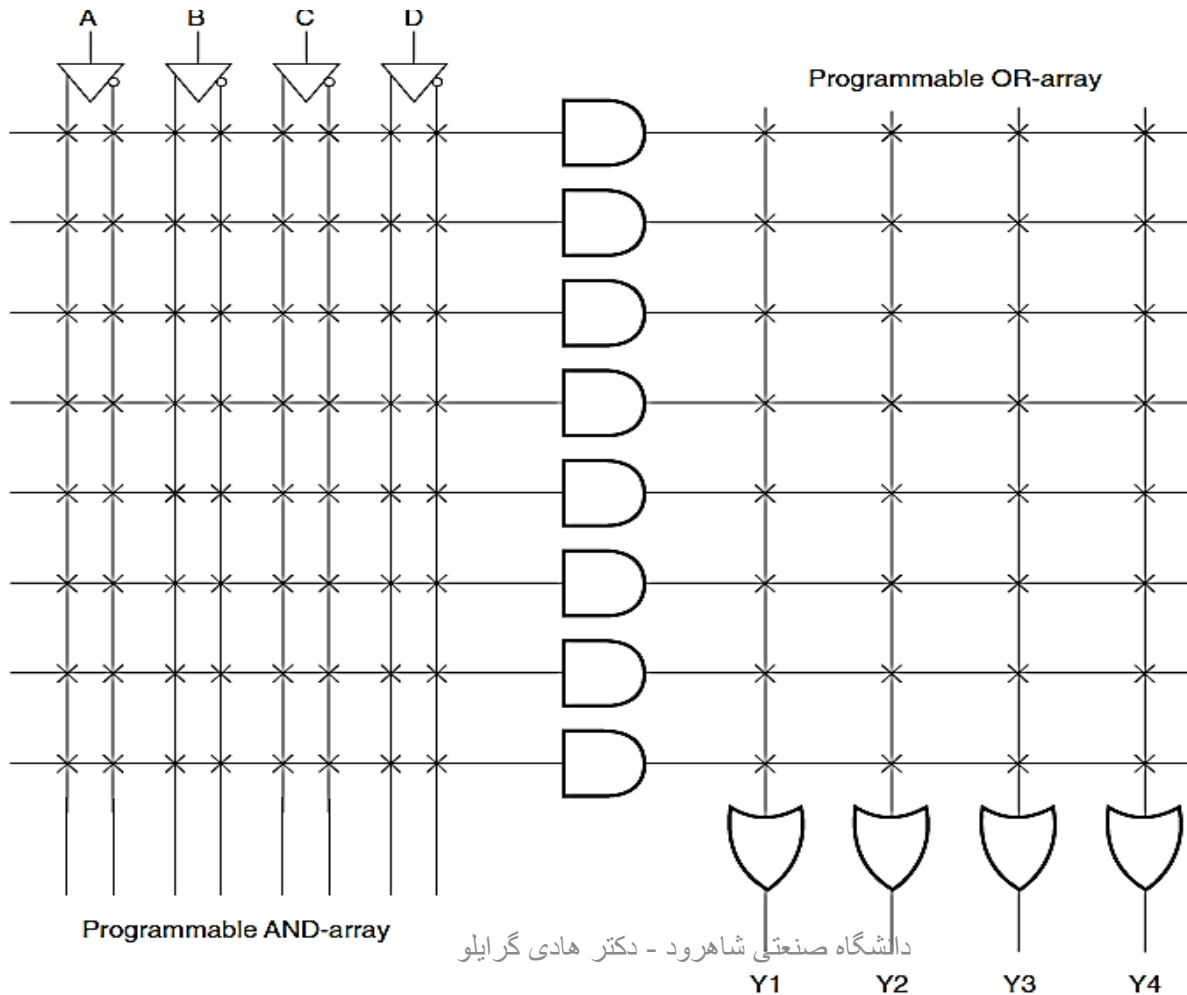 A B C D
Programmable OR-array
Programmable AND-array
دانشگاه صنعتی شاهرود - دکتر هادی گرایلو
Y1 Y2 Y3 Y4